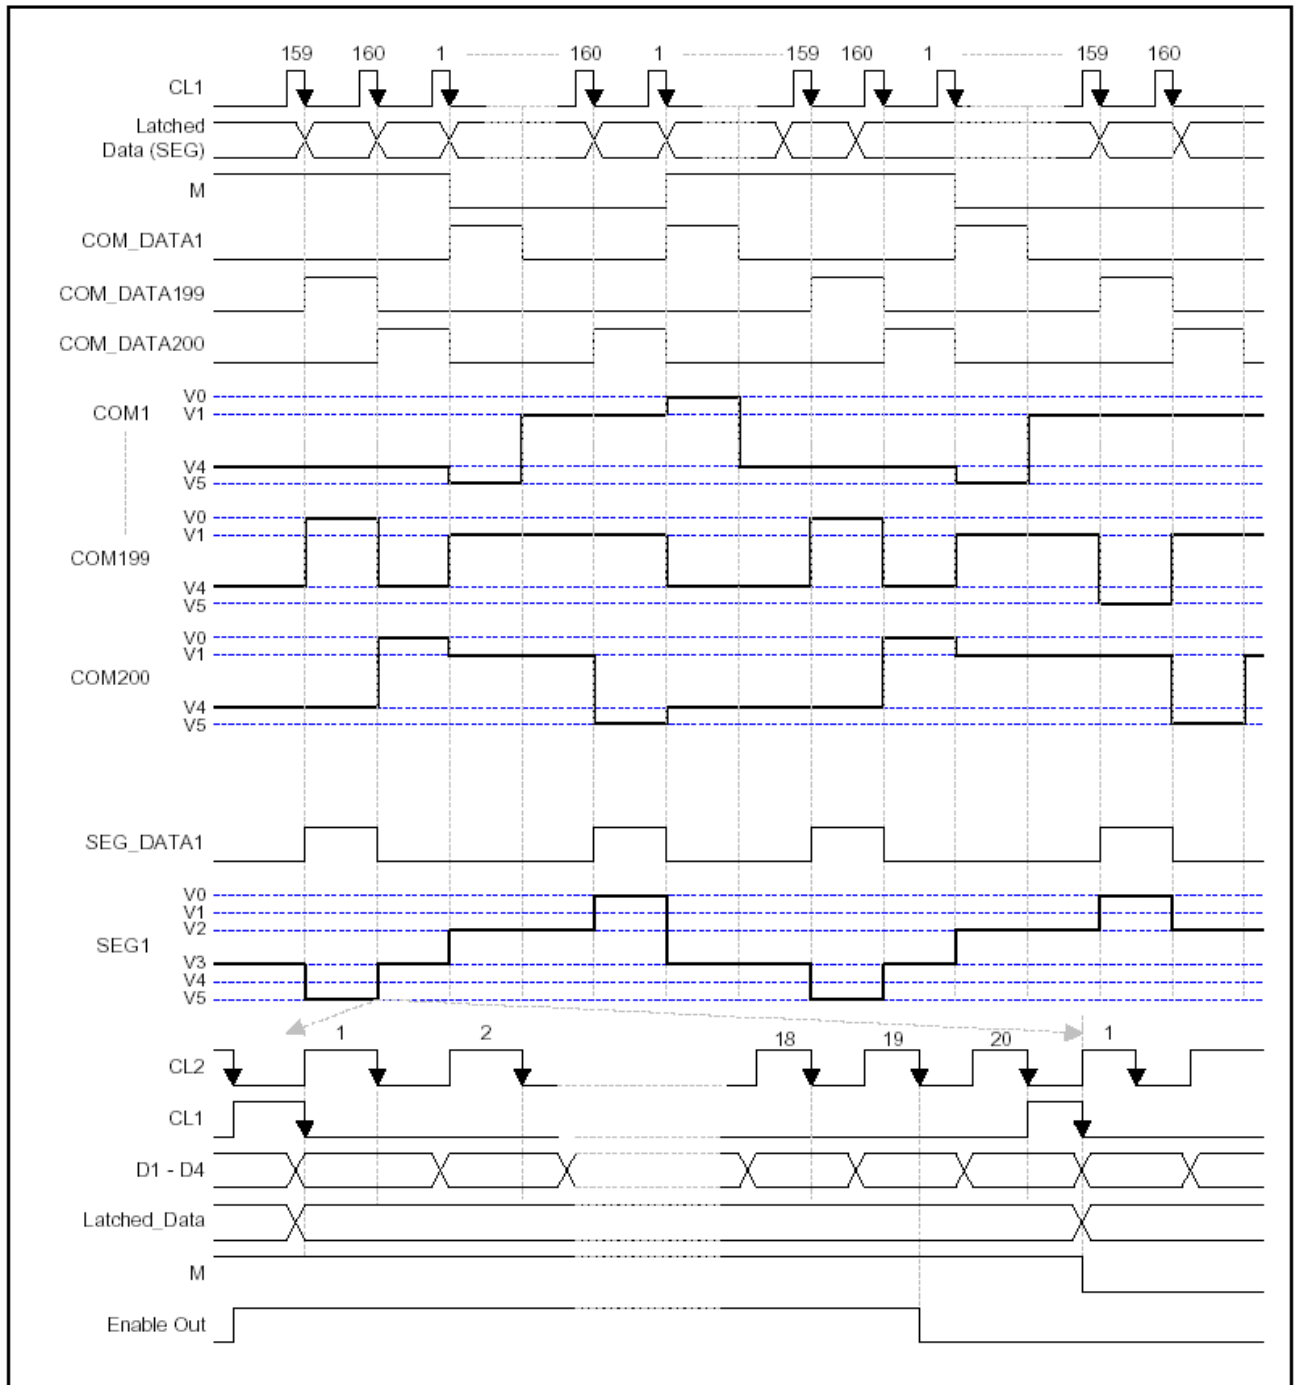 159 160 1 160 1 159 160 1 159 160
CL1
Latched
Data (SEG)
M
COM_DATA1
COM_DATA199
COM_DATA200
V0
V1
COM1
V4
V5
V0
V1
COM199
V4
V5
V0
V1
COM200
V4
V5
SEG_DATA1
V0
V1
V2
SEG1
V3
V4
V5
1 2 18 19 20 1
CL2
CL1
D1 - D4
Latched_Data
M
Enable Out